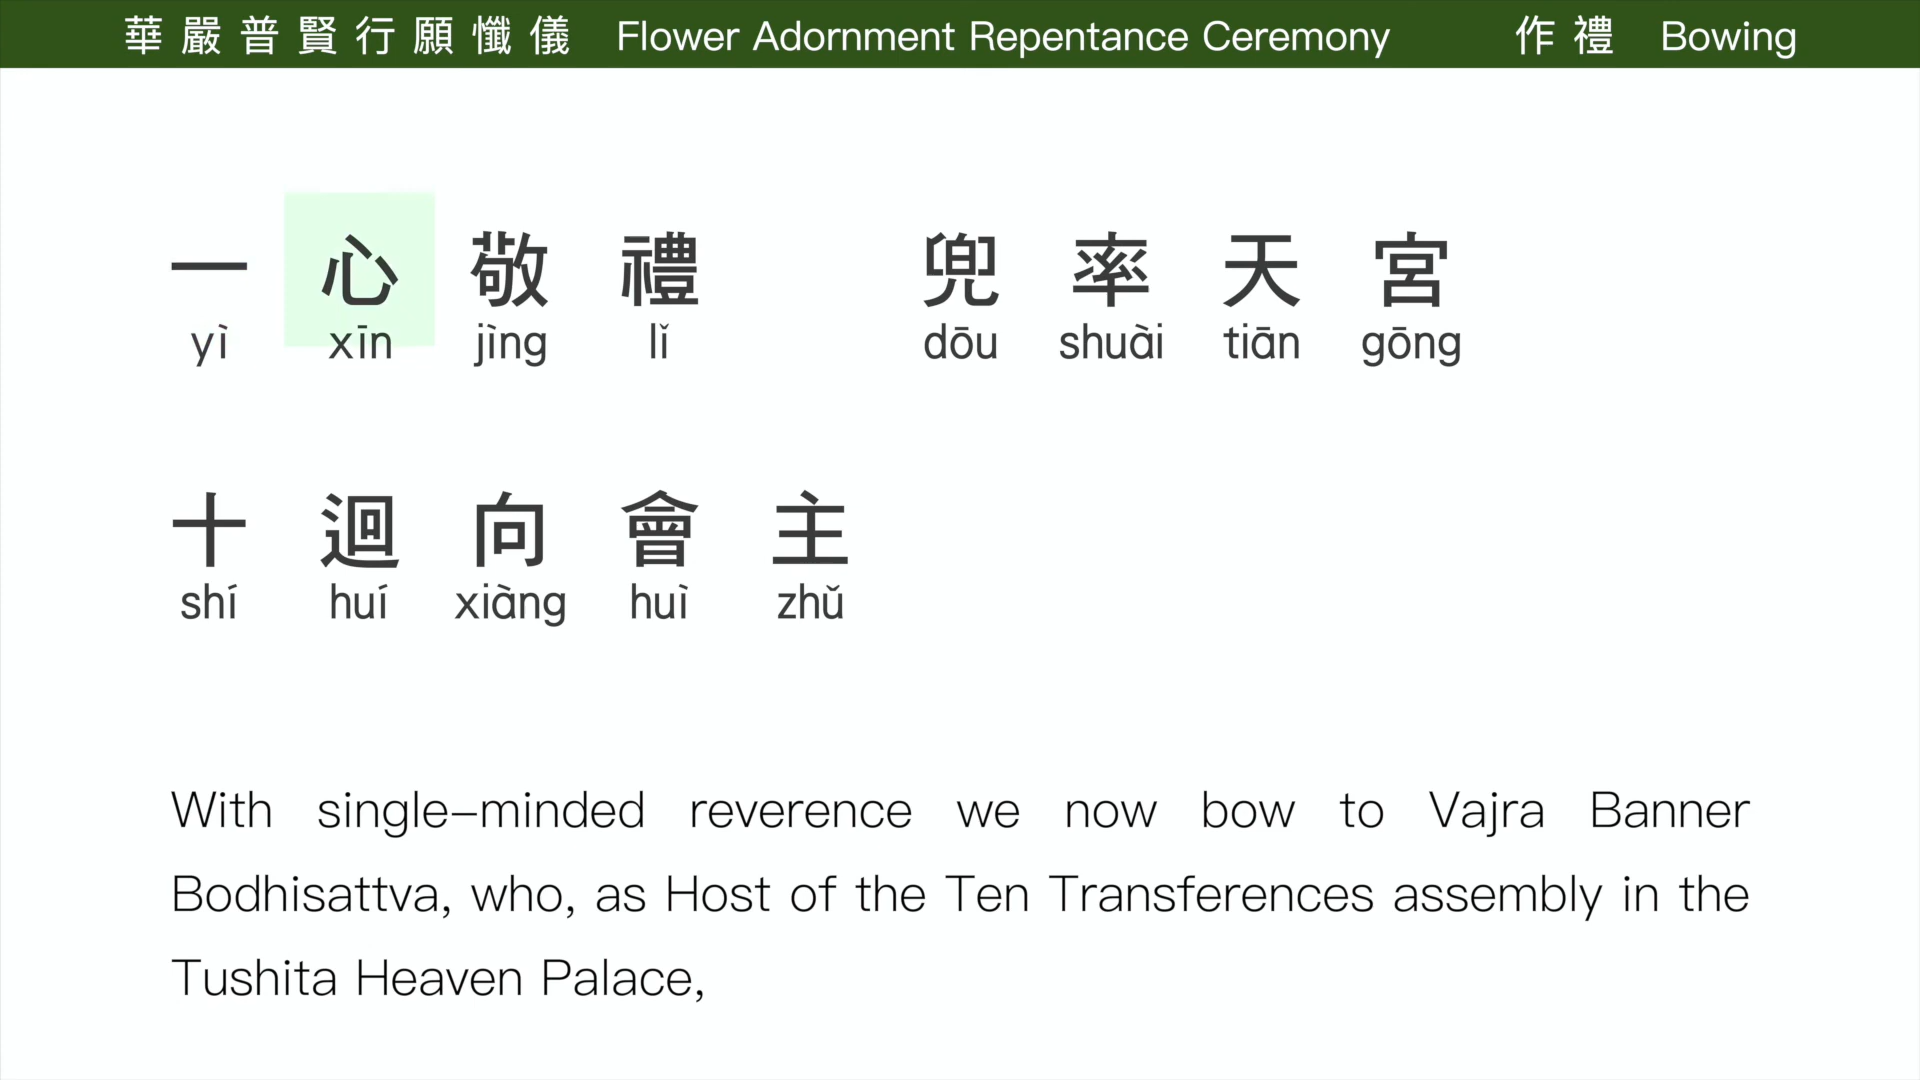 華嚴普賢行願懺儀 Flower Adornment Repentance Ceremony 作禮 Bowing
一心敬禮 兜率天宮
yì xīn jìng lǐ dōu shuài tiān gōng
十迴向會主
shí huí xiàng huì zhǔ
With single-minded reverence we now bow to Vajra Banner
Bodhisattva, who, as Host of the Ten Transferences assembly in the
Tushita Heaven Palace,